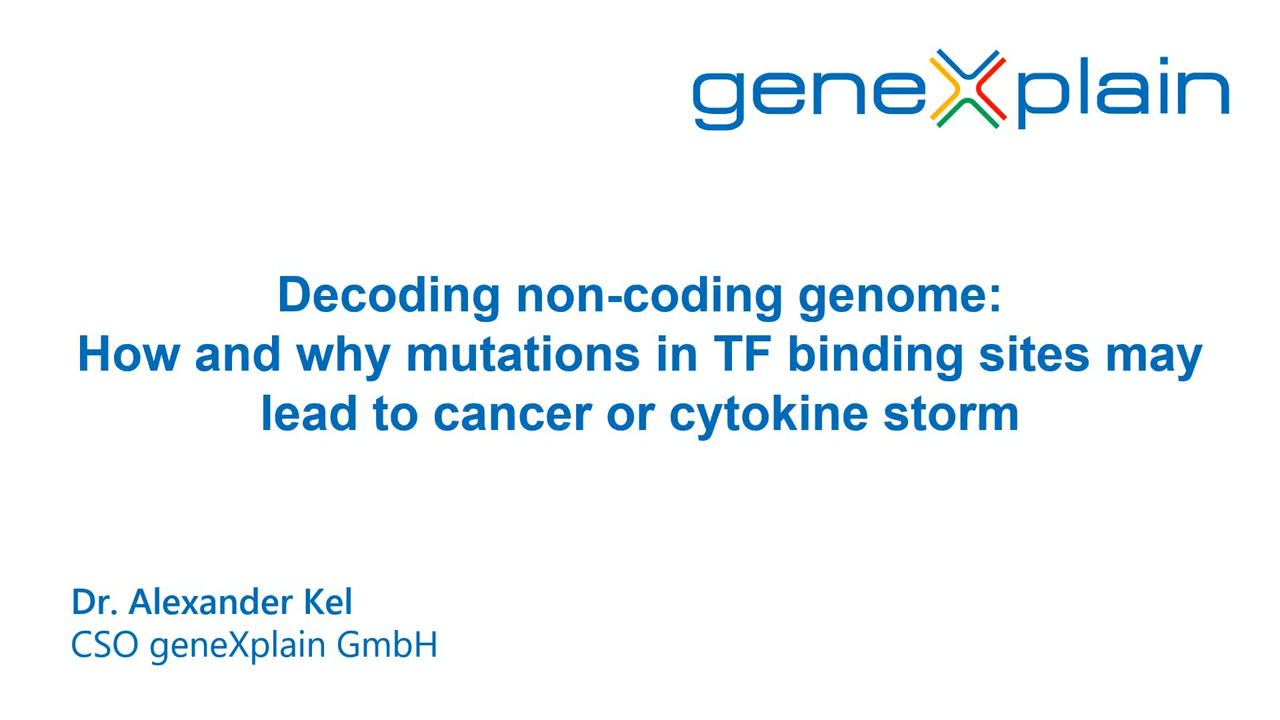 geneXplain
Decoding non-coding genome:
How and why mutations in TF binding sites may
lead to cancer or cytokine storm
Dr. Alexander Kel
CSO geneXplain GmbH